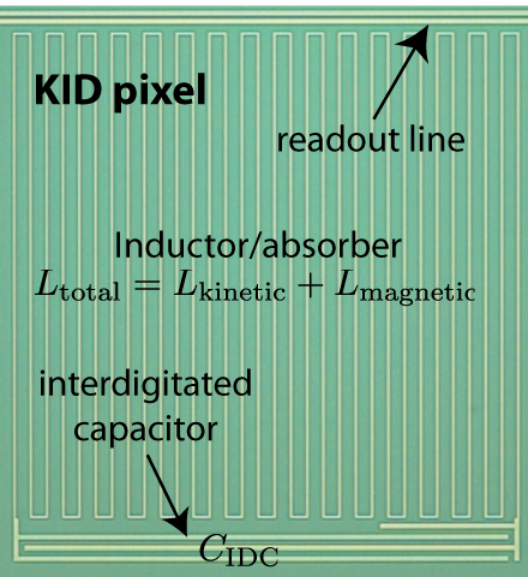 KID pixel
readout line
Inductor/absorber
L_total = L_kinetic + L_magnetic
interdigitated
capacitor
C_IDC